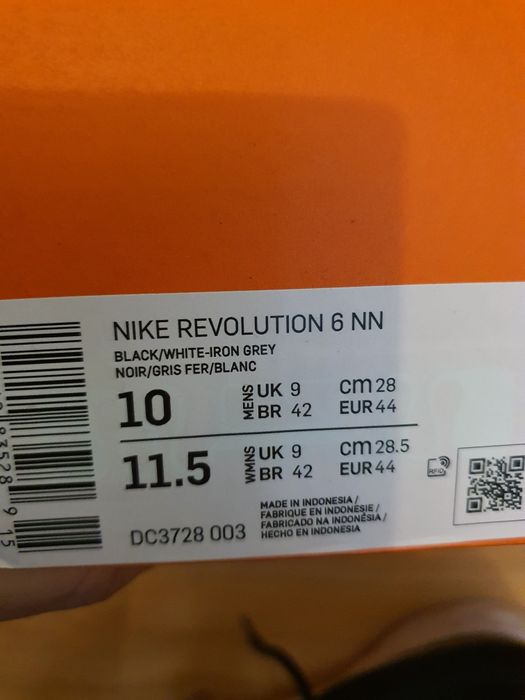 NIKE REVOLUTION 6 NN
BLACK/WHITE-IRON GREY
NOIR/GRIS FER/BLANC
10 MENS UK 9 CM 28
BR 42 EUR 44
11.5 WMNS UK 9 CM 28.5
BR 42 EUR 44
RFID
DC3728 003
MADE IN INDONESIA /
FABRIQUE EN INDONESIE /
FABRICADO NA INDONÉSIA /
HECHO EN INDONESIA